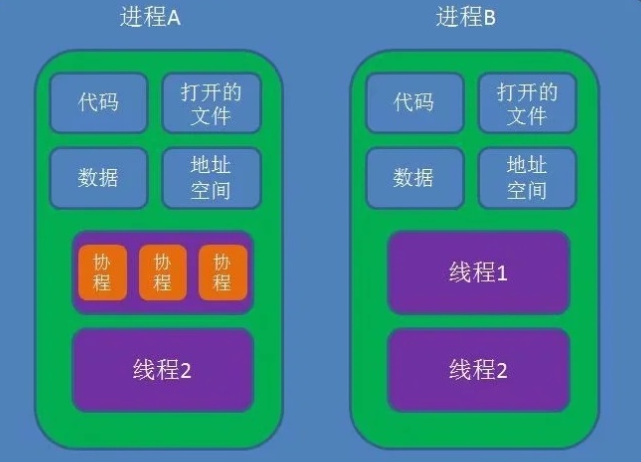 进程A
进程B
代码
打开的
文件
数据
地址
空间
协
程
协
程
协
程
线程2
代码
打开的
文件
数据
地址
空间
线程1
线程2